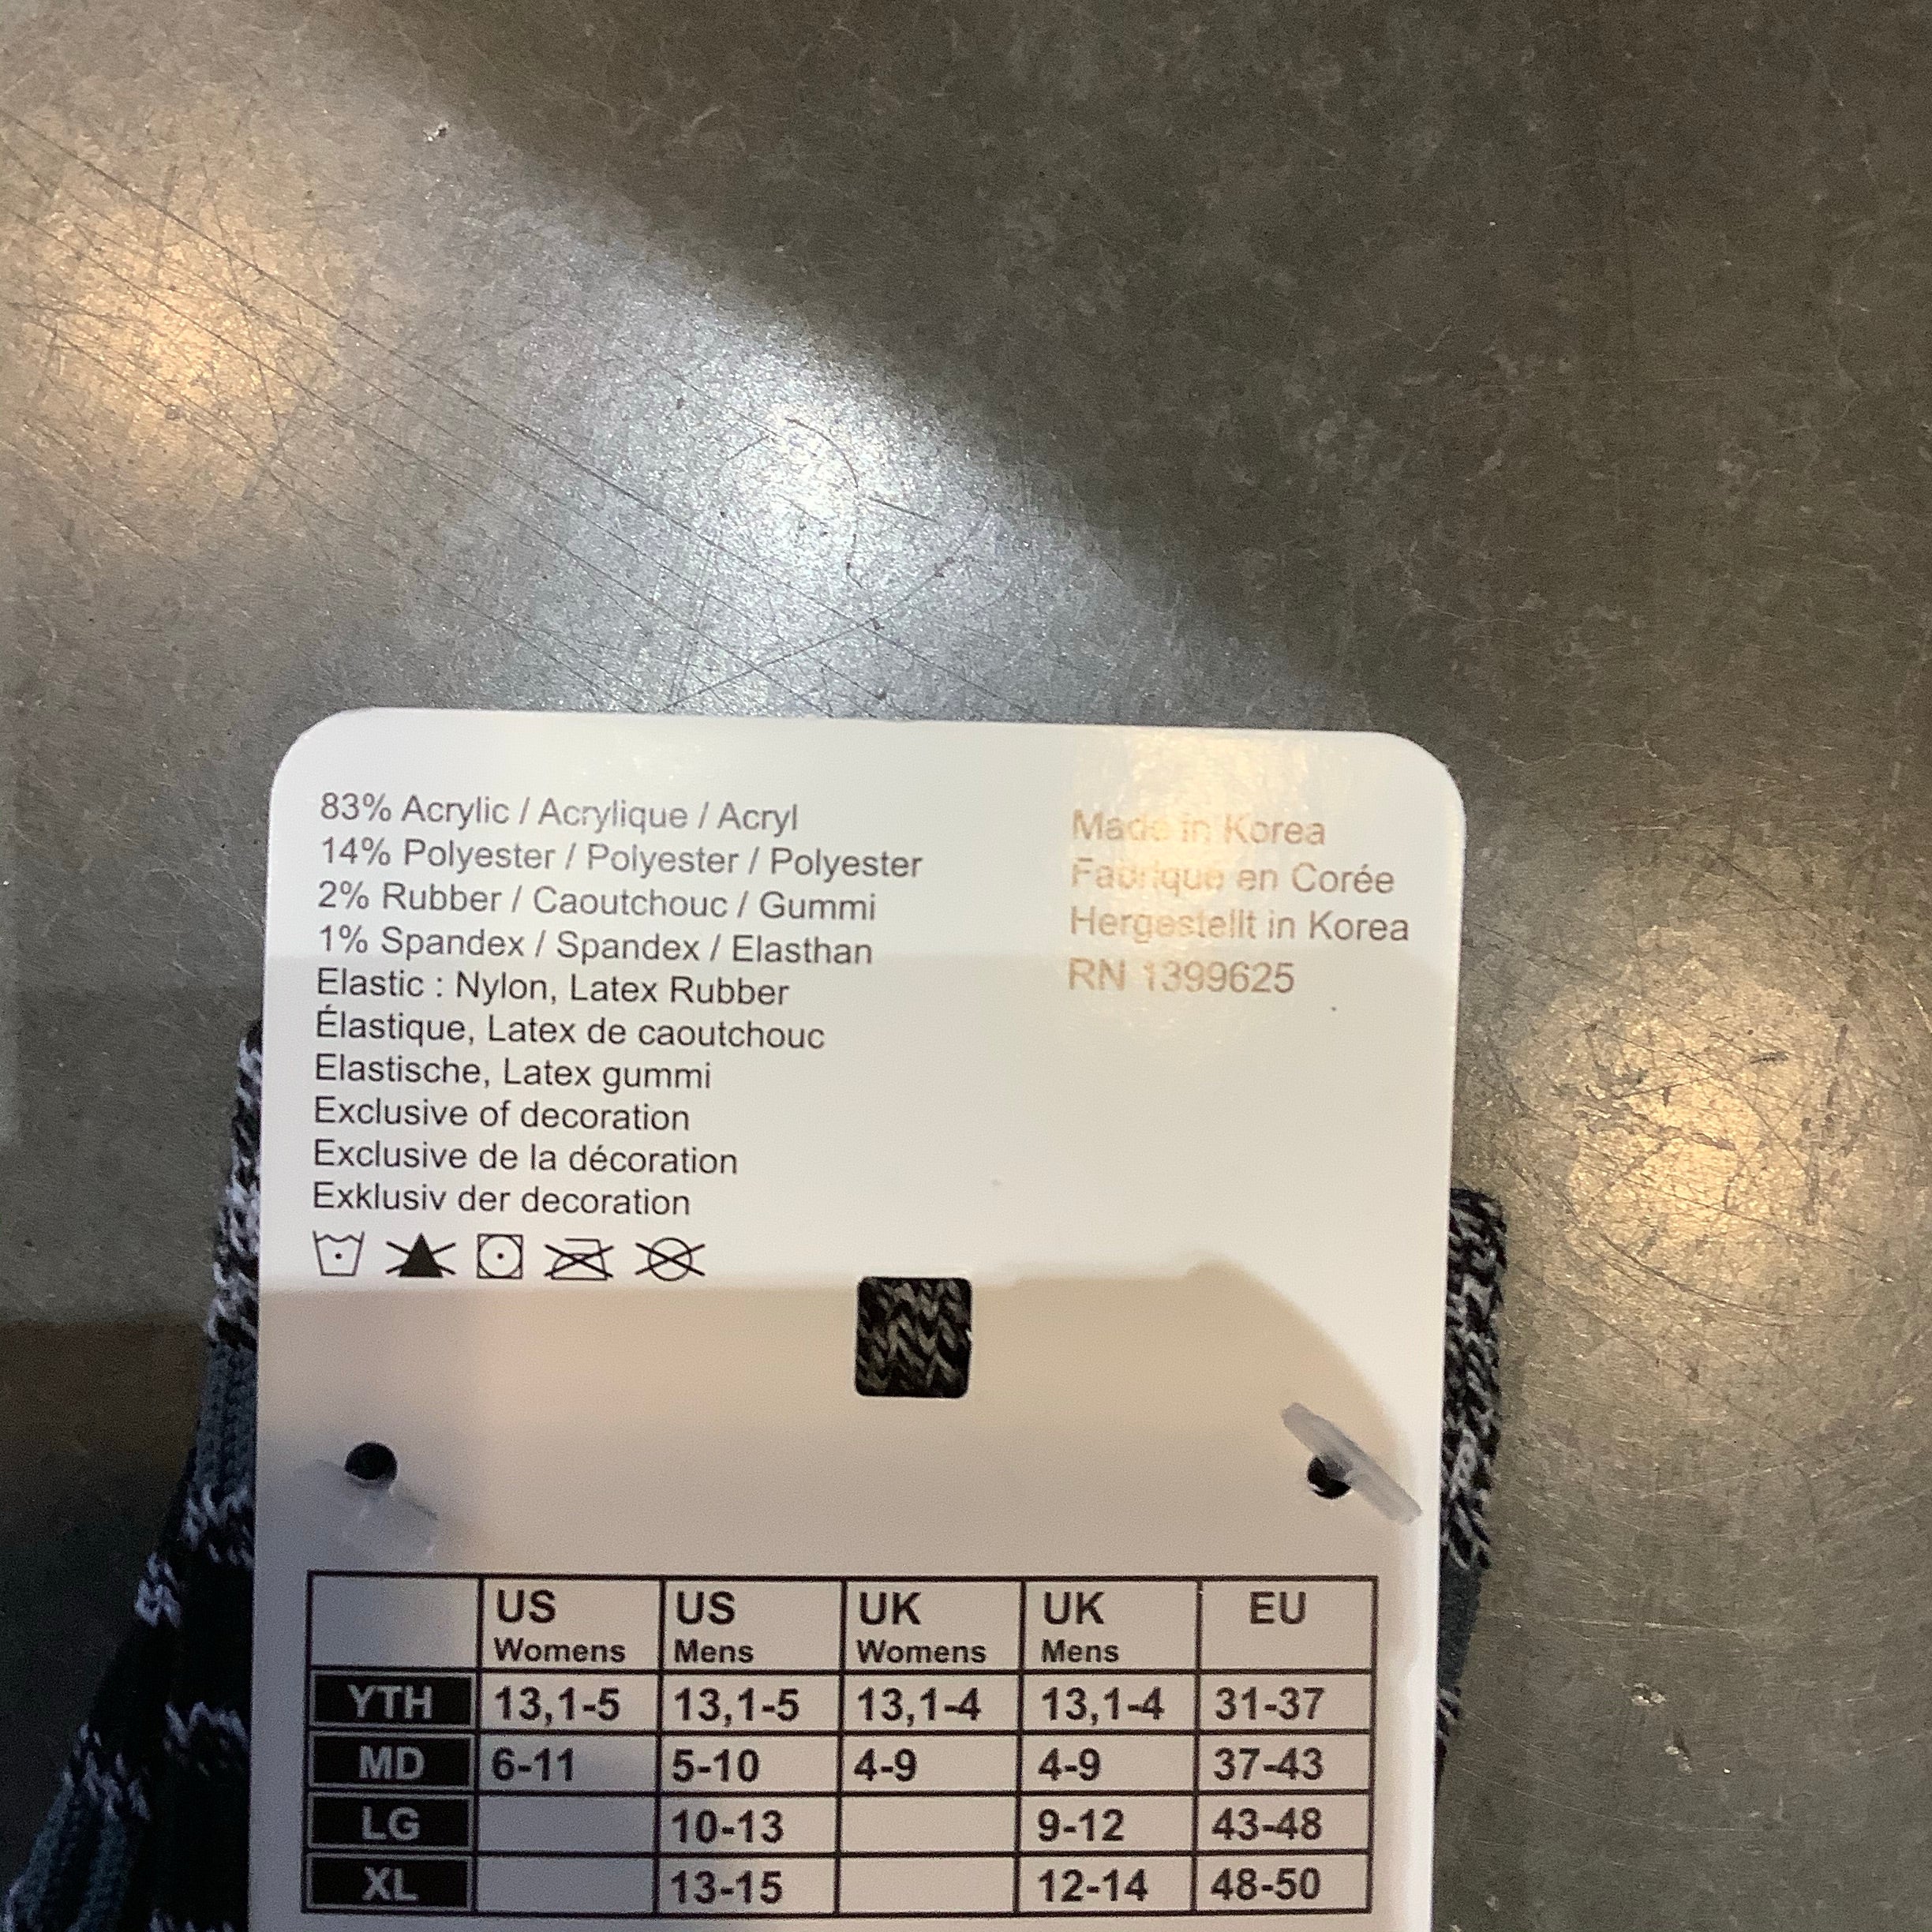 83% Acrylic / Acrylique / Acryl
14% Polyester / Polyester / Polyester
2% Rubber / Caoutchouc / Gummi
1% Spandex / Spandex / Elasthan
Elastic : Nylon, Latex Rubber
Élastique, Latex de caoutchouc
Elastische, Latex gummi
Exclusive of decoration
Exclusive de la décoration
Exklusiv der decoration
Made in Korea
Fabrique en Corée
Hergestellt in Korea
RN 1399625
US Womens US Mens UK Womens UK Mens EU
YTH 13,1-5 13,1-5 13,1-4 13,1-4 31-37
MD 6-11 5-10 4-9 4-9 37-43
LG 10-13 9-12 43-48
XL 13-15 12-14 48-50